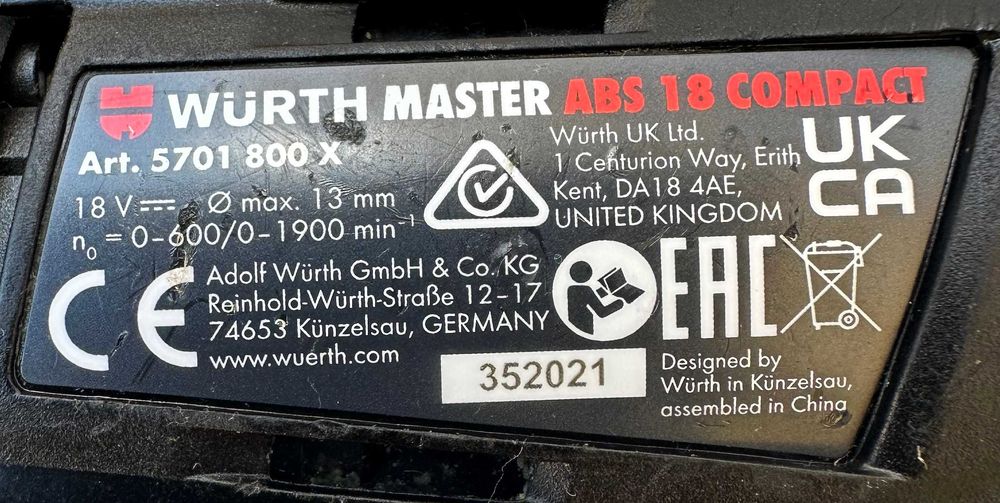 WÜRTH MASTER ABS 18 COMPACT
Art. 5701 800 X
18 V⎓ Ø max. 13 mm
n₀ = 0-600/0-1900 min⁻¹
Würth UK Ltd.
1 Centurion Way, Erith
Kent, DA18 4AE,
UNITED KINGDOM
UK
CA
CE
Adolf Würth GmbH & Co. KG
Reinhold-Würth-Straße 12-17
74653 Künzelsau, GERMANY
www.wuerth.com
EAC
352021
Designed by
Würth in Künzelsau,
assembled in China